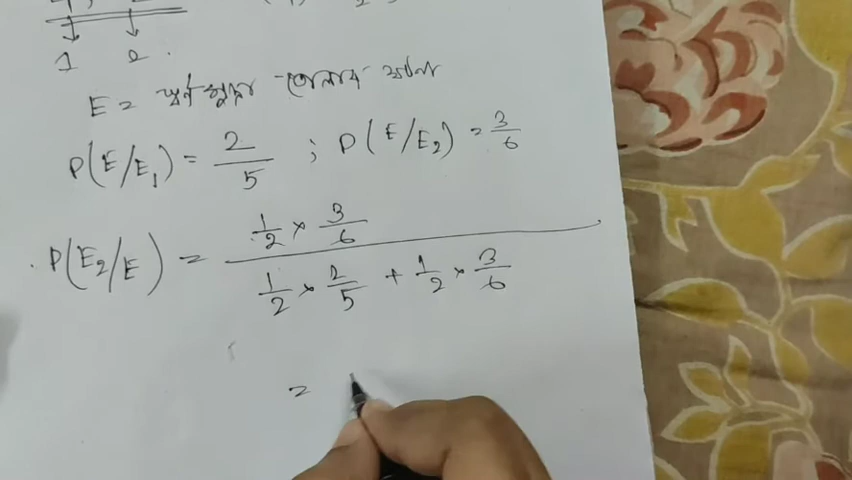 1 2
E = স্বর্ণমুদ্রা তোলার ঘটনা
P(E/E₁) = 2/5 ; P(E/E₂) = 3/6
P(E₂/E) = (1/2 × 3/6) / (1/2 × 2/5 + 1/2 × 3/6)
=